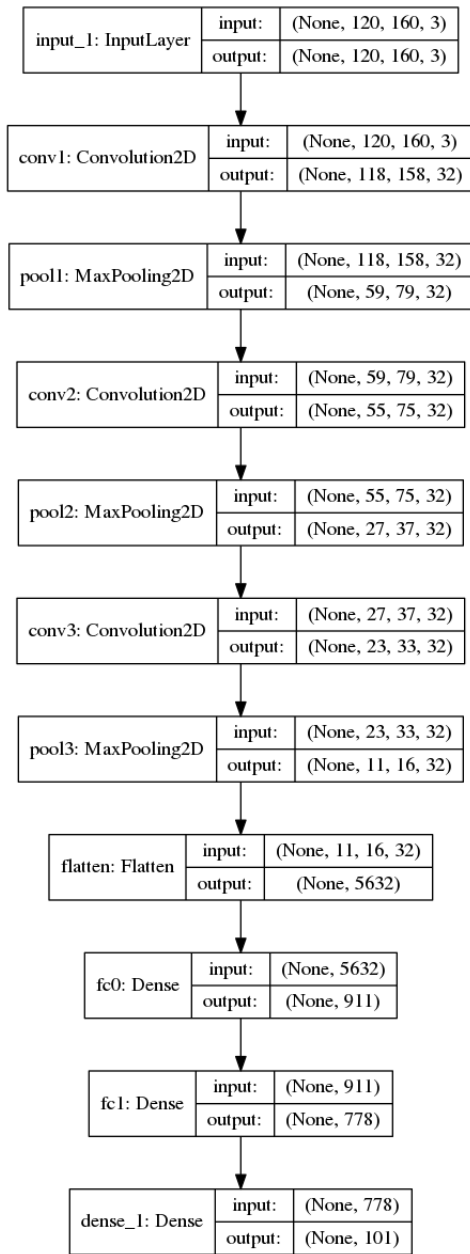 input_1: InputLayer
input: (None, 120, 160, 3)
output: (None, 120, 160, 3)
conv1: Convolution2D
input: (None, 120, 160, 3)
output: (None, 118, 158, 32)
pool1: MaxPooling2D
input: (None, 118, 158, 32)
output: (None, 59, 79, 32)
conv2: Convolution2D
input: (None, 59, 79, 32)
output: (None, 55, 75, 32)
pool2: MaxPooling2D
input: (None, 55, 75, 32)
output: (None, 27, 37, 32)
conv3: Convolution2D
input: (None, 27, 37, 32)
output: (None, 23, 33, 32)
pool3: MaxPooling2D
input: (None, 23, 33, 32)
output: (None, 11, 16, 32)
flatten: Flatten
input: (None, 11, 16, 32)
output: (None, 5632)
fc0: Dense
input: (None, 5632)
output: (None, 911)
fc1: Dense
input: (None, 911)
output: (None, 778)
dense_1: Dense
input: (None, 778)
output: (None, 101)